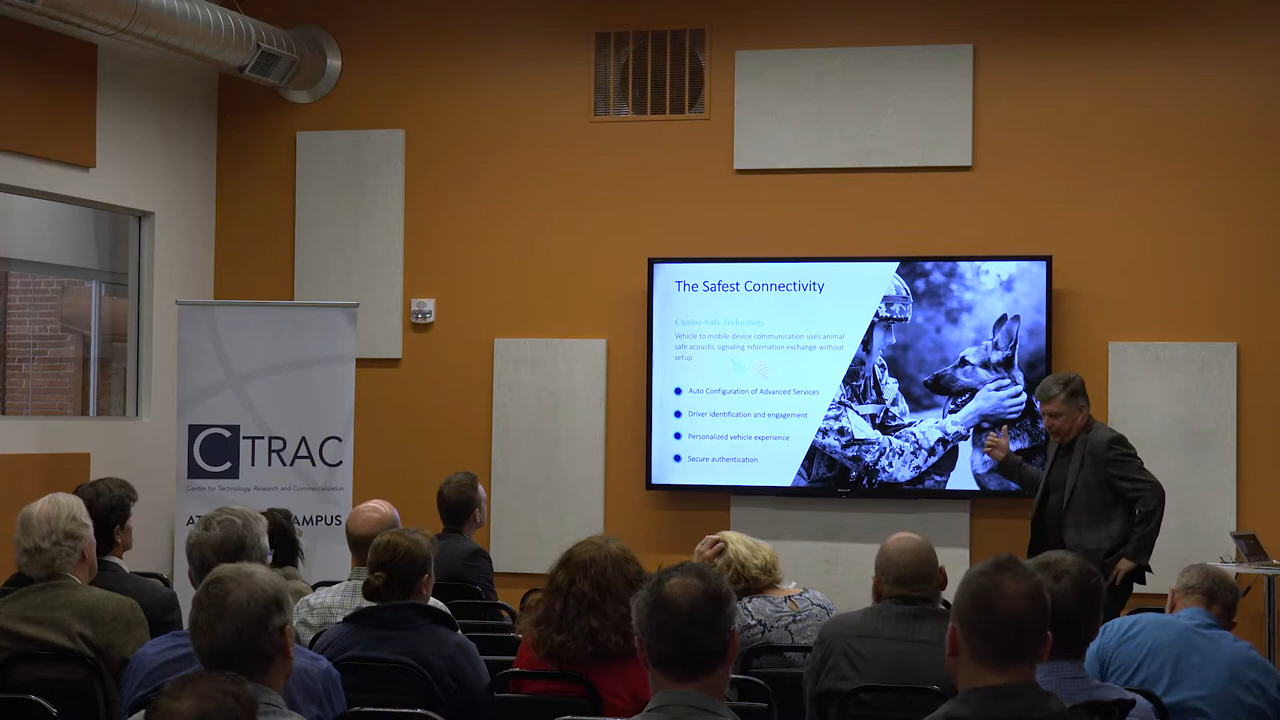 The Safest Connectivity
Canine-Safe Technology
Vehicle to mobile device communication uses animal
safe acoustic signaling information exchange without
setup
Auto Configuration of Advanced Services
Driver identification and engagement
Personalized vehicle experience
Secure authentication
CTRAC
Center for Technology, Research and Commercialization
AT
AMPUS